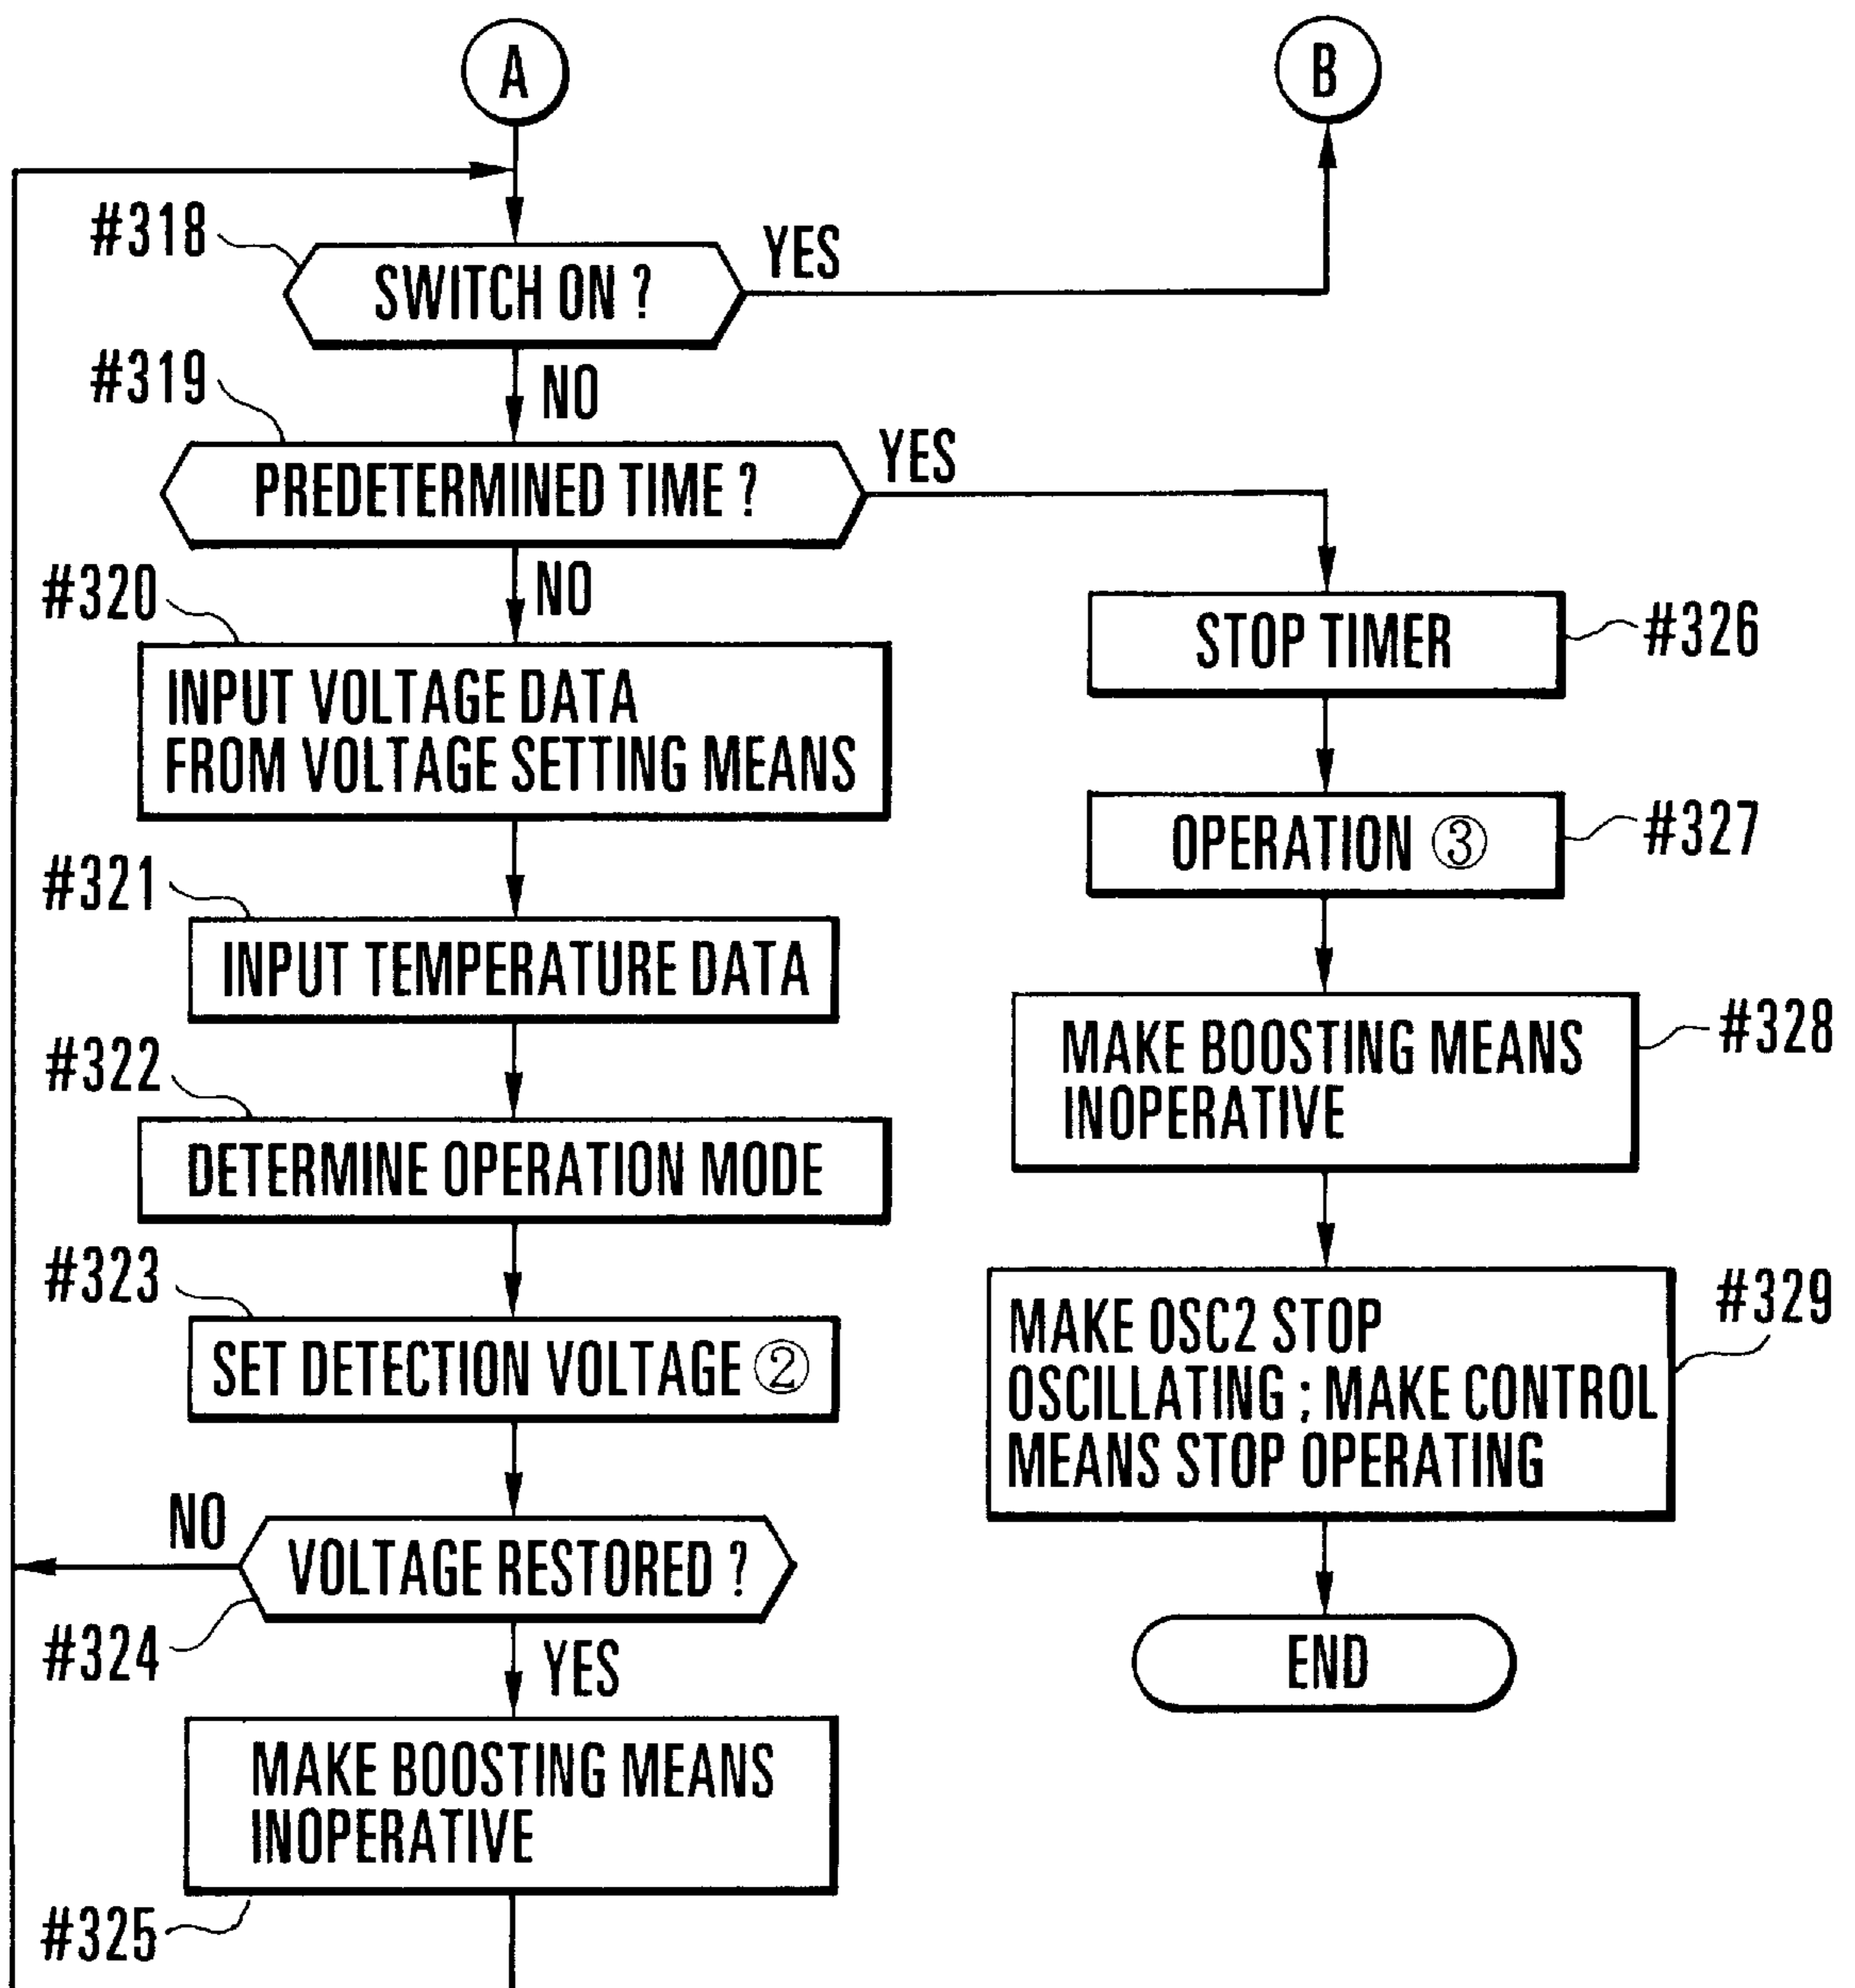 A
B
#318
SWITCH ON ?
YES
NO
#319
PREDETERMINED TIME ?
YES
NO
#320
INPUT VOLTAGE DATA
FROM VOLTAGE SETTING MEANS
#321
INPUT TEMPERATURE DATA
#322
DETERMINE OPERATION MODE
#323
SET DETECTION VOLTAGE ②
NO
VOLTAGE RESTORED ?
#324
YES
MAKE BOOSTING MEANS
INOPERATIVE
#325
STOP TIMER
#326
OPERATION ③
#327
MAKE BOOSTING MEANS
INOPERATIVE
#328
MAKE OSC2 STOP
OSCILLATING ; MAKE CONTROL
MEANS STOP OPERATING
#329
END